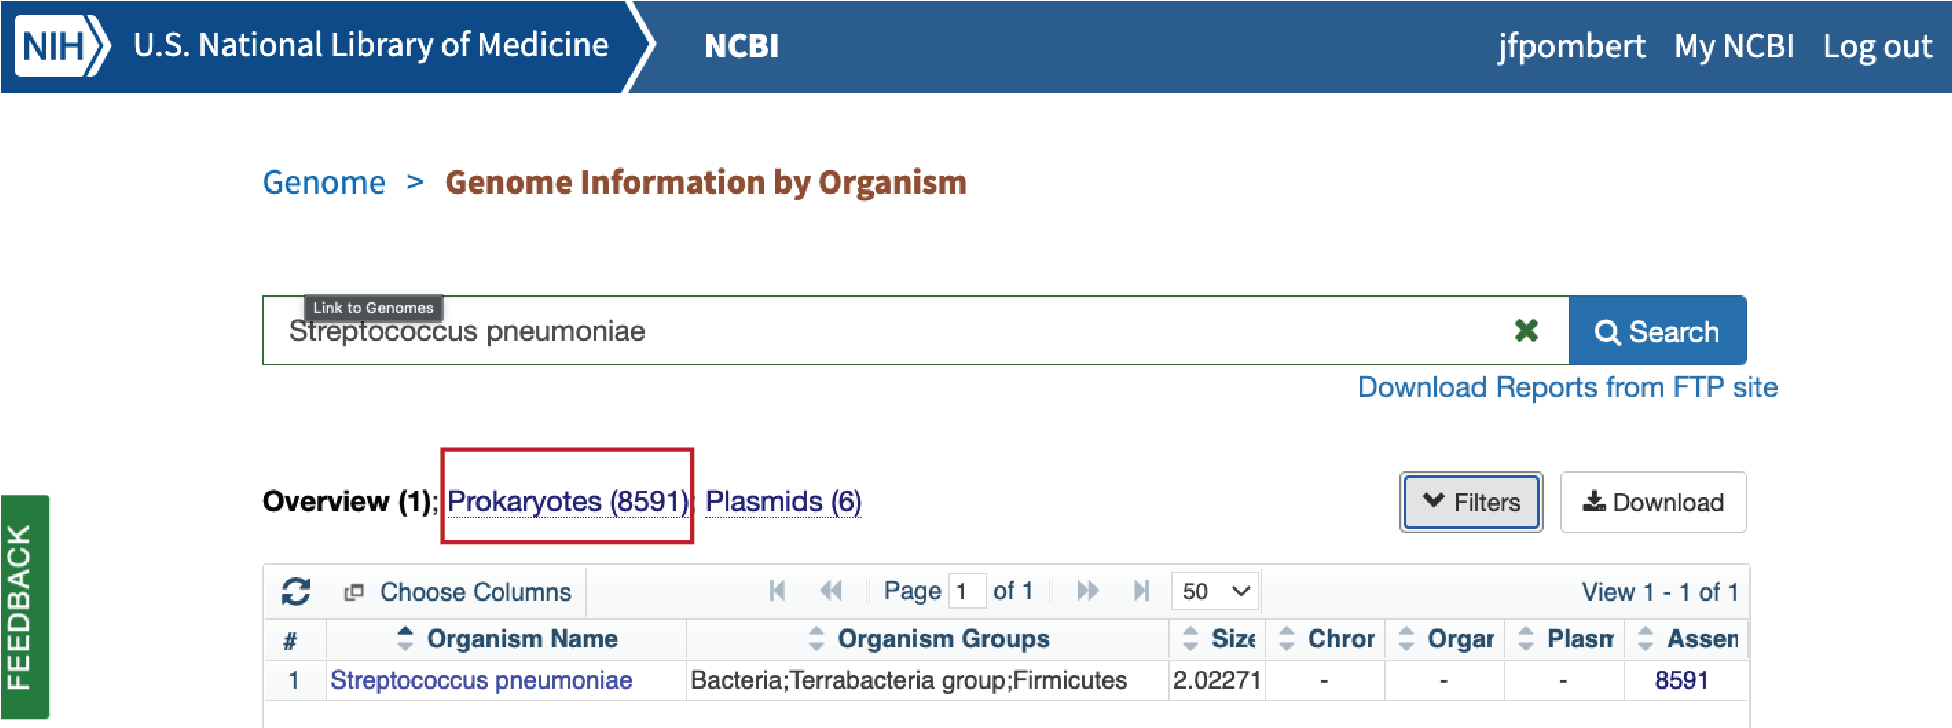 NIH U.S. National Library of Medicine NCBI jfpombert My NCBI Log out
Genome > Genome Information by Organism
Link to Genomes
Streptococcus pneumoniae Search
Download Reports from FTP site
Overview (1); Prokaryotes (8591); Plasmids (6) Filters Download
FEEDBACK
Choose Columns Page 1 of 1 50 View 1 - 1 of 1
# Organism Name Organism Groups Size Chror Orgar Plasm Assem
1 Streptococcus pneumoniae Bacteria;Terrabacteria group;Firmicutes 2.02271 - - - 8591